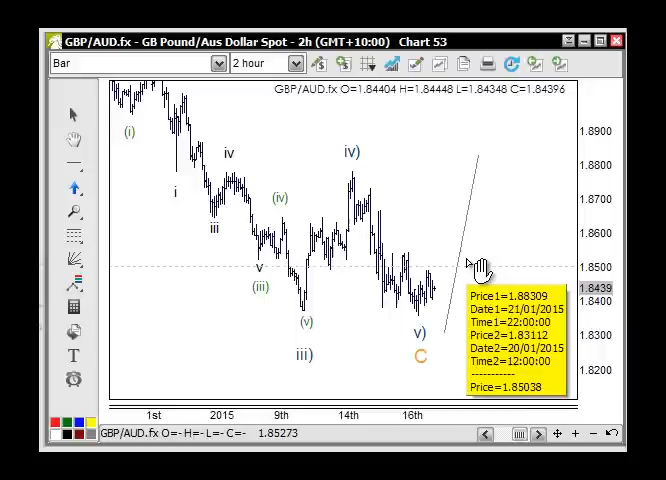 GBP/AUD.fx - GB Pound/Aus Dollar Spot - 2h (GMT+10:00) Chart 53
Bar
2 hour
GBP/AUD.fx O=1.84404 H=1.84448 L=1.84348 C=1.84396
(i)
i
iii
iv
v
(iii)
(iv)
(v)
iii)
iv)
v)
C
1.8900
1.8800
1.8700
1.8600
1.8500
1.8439
1.8400
1.8300
1.8200
Price1=1.88309
Date1=21/01/2015
Time1=22:00:00
Price2=1.83112
Date2=20/01/2015
Time2=12:00:00
-----------
Price=1.85038
1st 2015 9th 14th 16th
GBP/AUD.fx O=- H=- L=- C=- 1.85273